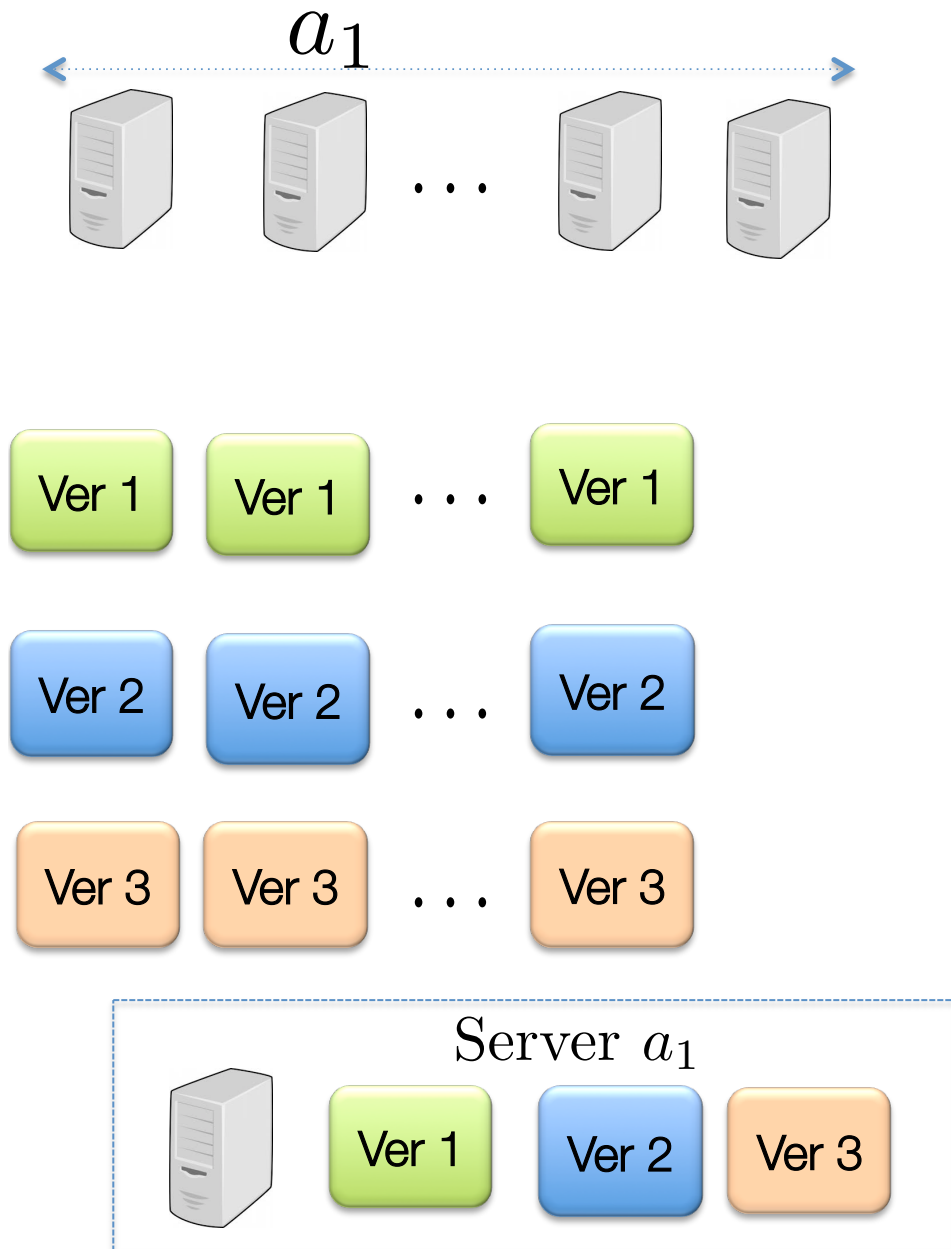 a₁
. . .
Ver 1 Ver 1 . . . Ver 1
Ver 2 Ver 2 . . . Ver 2
Ver 3 Ver 3 . . . Ver 3
Server a₁
Ver 1 Ver 2 Ver 3